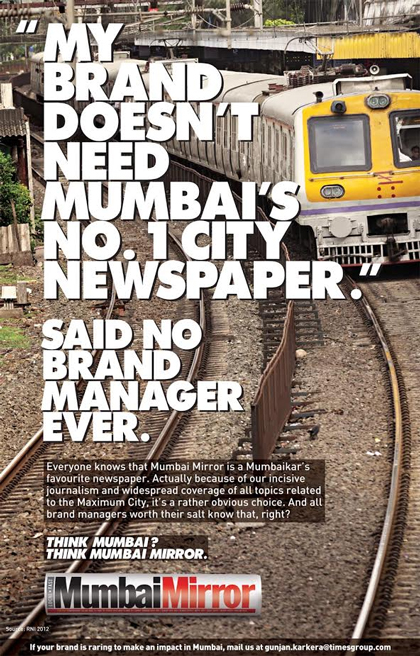 “MY
BRAND
DOESN’T
NEED
MUMBAI’S
NO. 1 CITY
NEWSPAPER.”
SAID NO
BRAND
MANAGER
EVER.
Everyone knows that Mumbai Mirror is a Mumbaikar's
favourite newspaper. Actually because of our incisive
journalism and widespread coverage of all topics related
to the Maximum City, it's a rather obvious choice. And all
brand managers worth their salt know that, right?
THINK MUMBAI?
THINK MUMBAI MIRROR.
MumbaiMirror
Source: RNI 2012
If your brand is raring to make an impact in Mumbai, mail us at gunjan.karkera@timesgroup.com